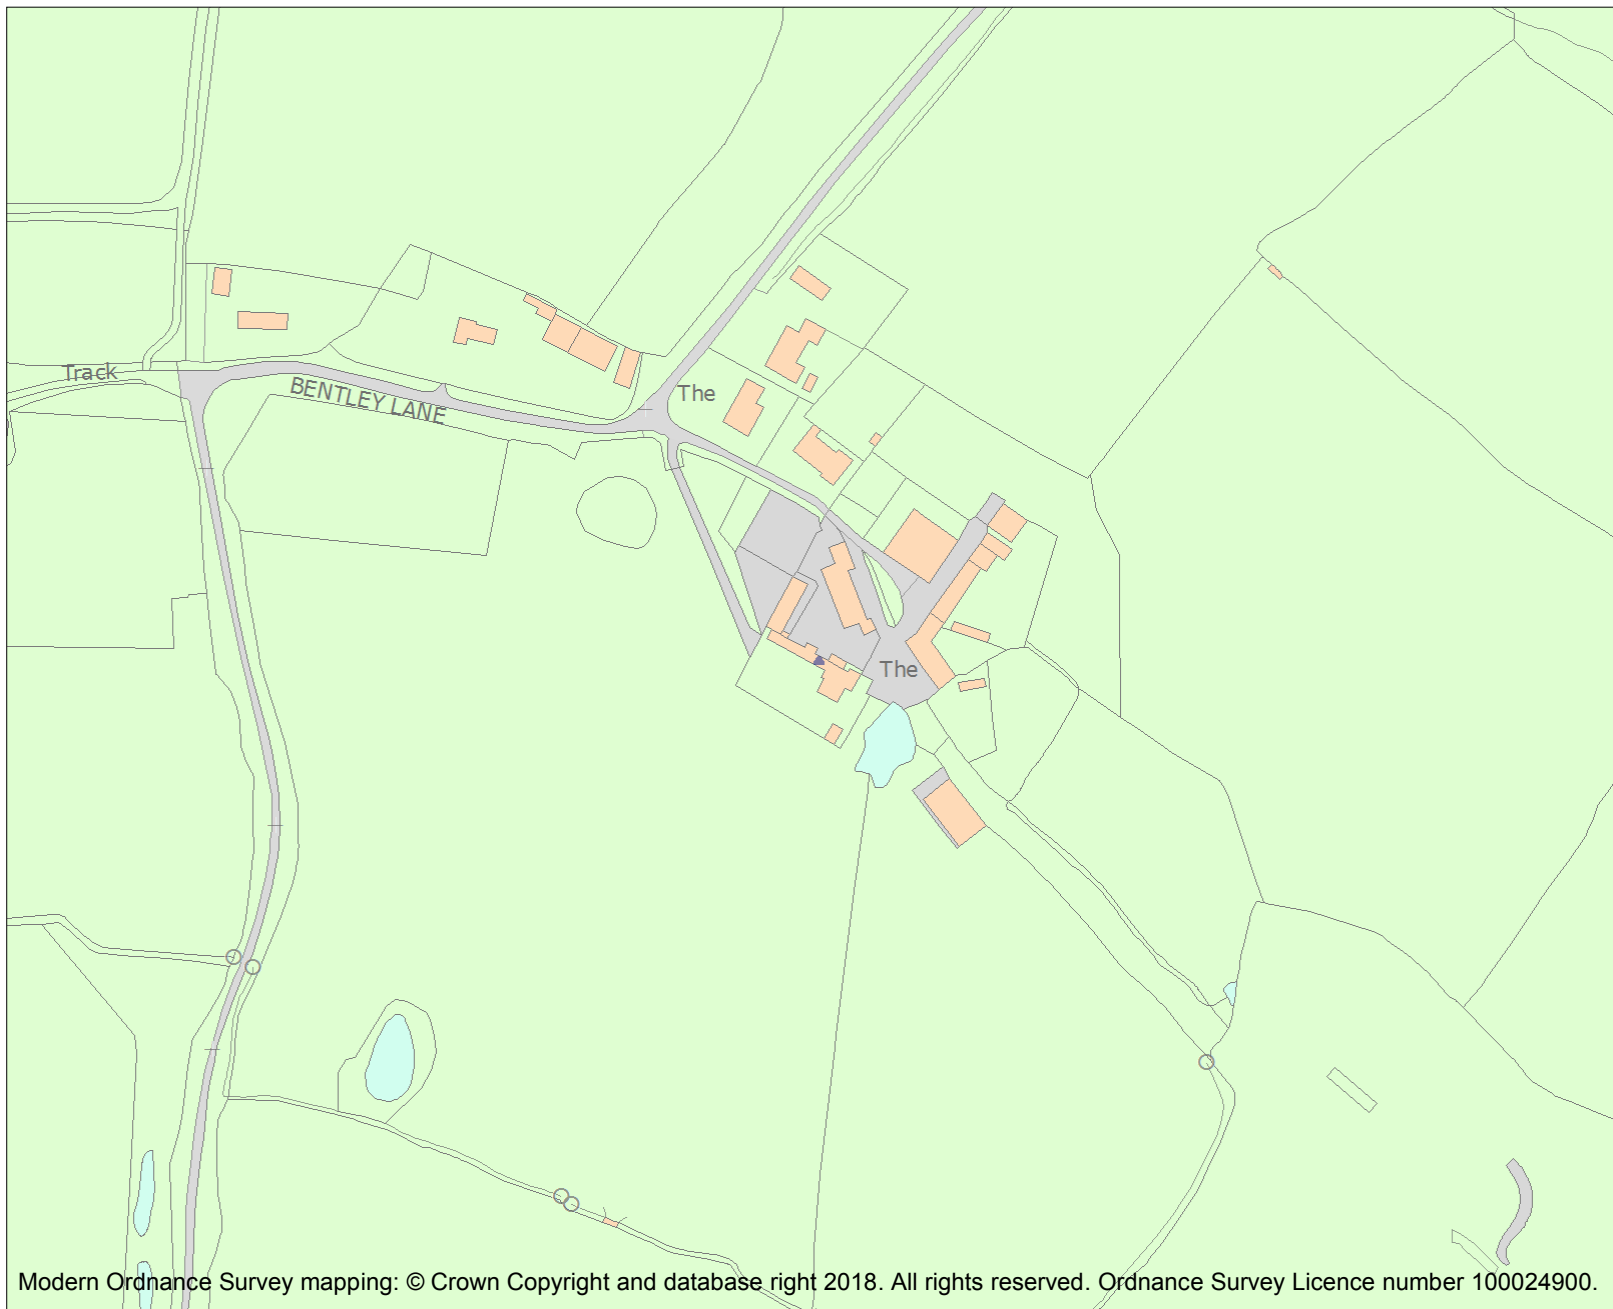 Track
BENTLEY LANE
The
The
Modern Ordnance Survey mapping: © Crown Copyright and database right 2018. All rights reserved. Ordnance Survey Licence number 100024900.